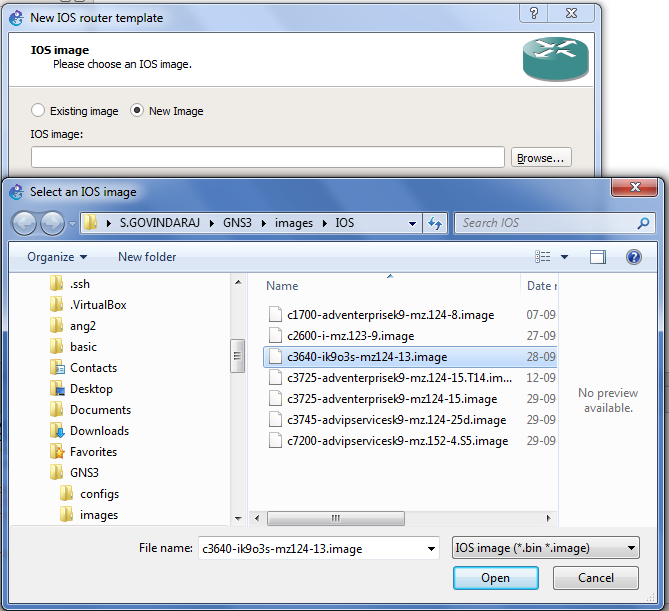 New IOS router template
IOS image
Please choose an IOS image.
Existing image
New Image
IOS image:
Browse...
Select an IOS image
S.GOVINDARAJ
GNS3
images
IOS
Search IOS
Organize
New folder
.ssh
.VirtualBox
ang2
basic
Contacts
Desktop
Documents
Downloads
Favorites
GNS3
configs
images
Name
Date r
c1700-adventerprisek9-mz.124-8.image 07-09
c2600-i-mz.123-9.image 27-09
c3640-ik9o3s-mz124-13.image 28-09
c3725-adventerprisek9-mz.124-15.T14.im... 12-09
c3725-adventerprisek9-mz124-15.image 29-09
c3745-advipservicesk9-mz.124-25d.image 29-09
c7200-advipservicesk9-mz.152-4.S5.image 29-09
No preview
available.
File name:
c3640-ik9o3s-mz124-13.image
IOS image (*.bin *.image)
Open
Cancel